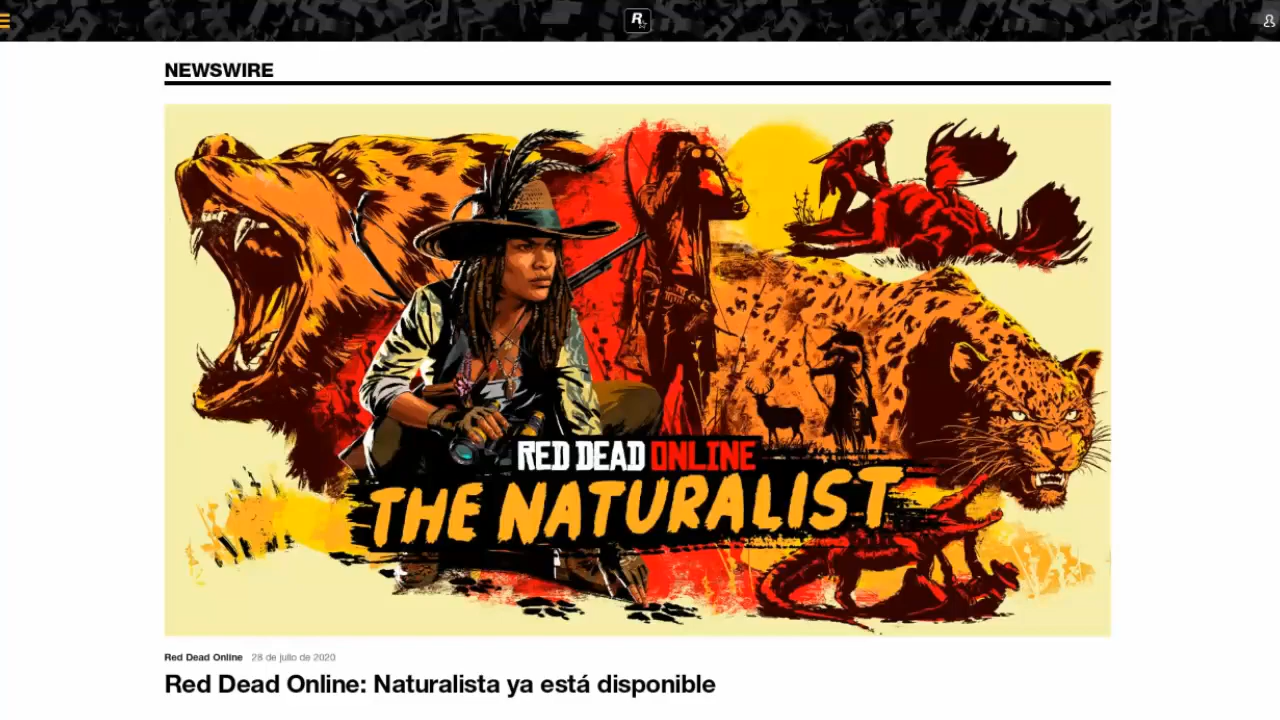 R
NEWSWIRE
RED DEAD ONLINE
THE NATURALIST
Red Dead Online 28 de julio de 2020
Red Dead Online: Naturalista ya está disponible